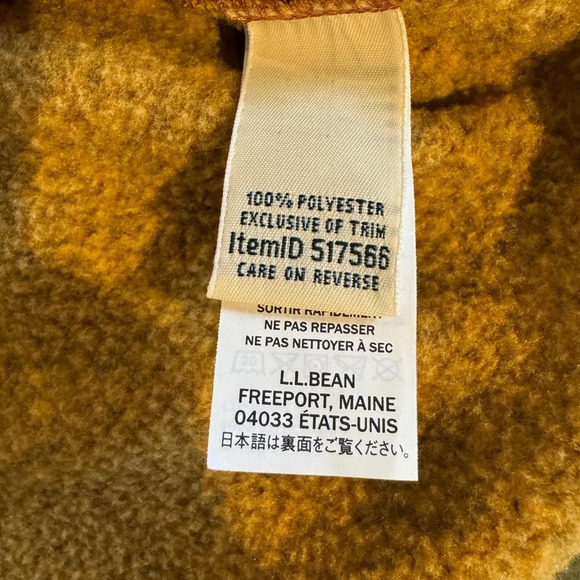 100% POLYESTER
EXCLUSIVE OF TRIM
ItemID 517566
CARE ON REVERSE
SORTIR RAPIDEMENT
NE PAS REPASSER
NE PAS NETTOYER À SEC
L.L.BEAN
FREEPORT, MAINE
04033 ÉTATS-UNIS
日本語は裏面をご覧ください。